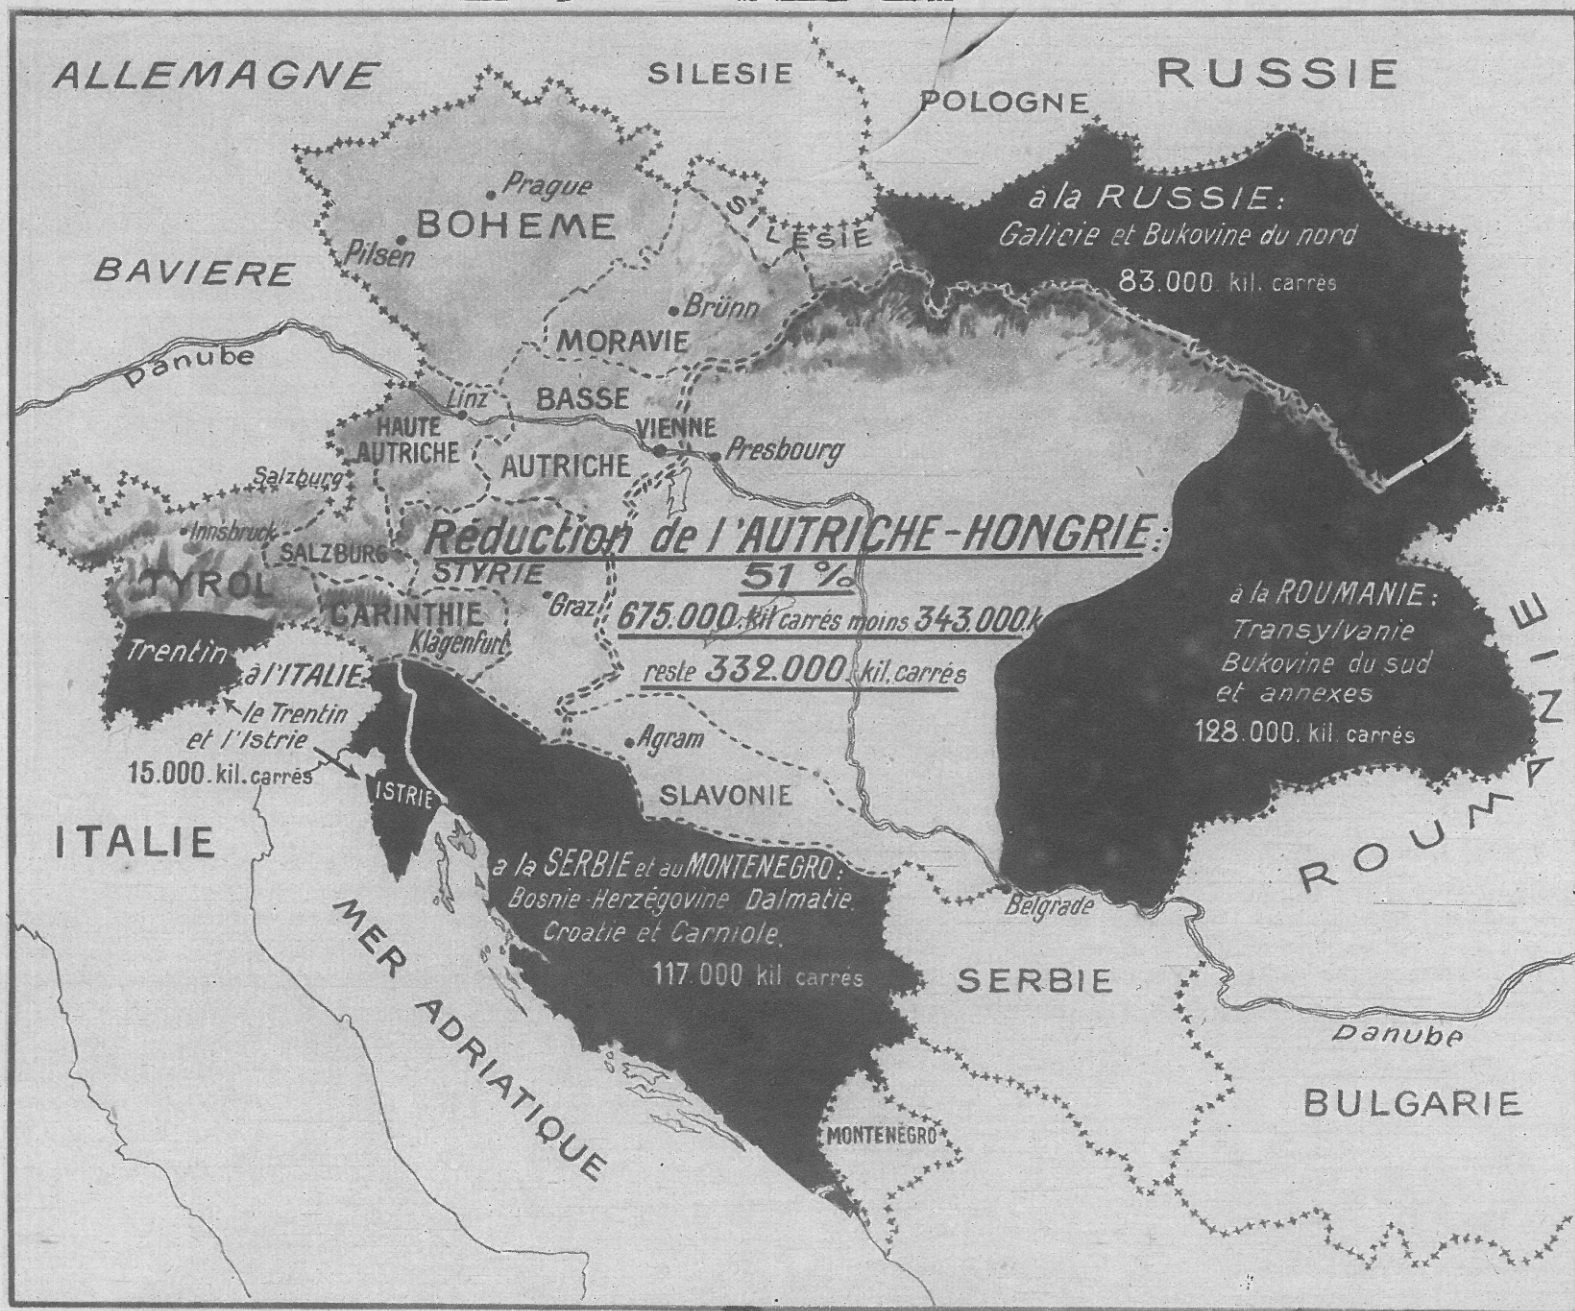 ALLEMAGNE
SILESIE
RUSSIE
POLOGNE
Prague
BOHEME
Pilsen
SILESIE
à la RUSSIE:
Galicie et Bukovine du nord
83.000 kil. carrés
BAVIERE
Brünn
MORAVIE
Danube
Linz
BASSE
HAUTE
AUTRICHE
VIENNE
AUTRICHE
Presbourg
Salzburg
Innsbruck
SALZBURG
TYROL
STYRIE
CARINTHIE
Graz
Klagenfurt
Réduction de l'AUTRICHE-HONGRIE:
51 %
675.000. kil carrés moins 343.000.k
reste 332.000. kil. carrés
à la ROUMANIE:
Transylvanie
Bukovine du sud
et annexes
128.000. kil. carrés
ROUMANIE
Trentin
à l'ITALIE:
le Trentin
et l'Istrie
15.000. kil. carrés
ISTRIE
Agram
SLAVONIE
ITALIE
à la SERBIE et au MONTENEGRO:
Bosnie-Herzégovine, Dalmatie,
Croatie et Carniole.
117.000 kil carrés
Belgrade
MER ADRIATIQUE
SERBIE
Danube
MONTENÉGRO
BULGARIE